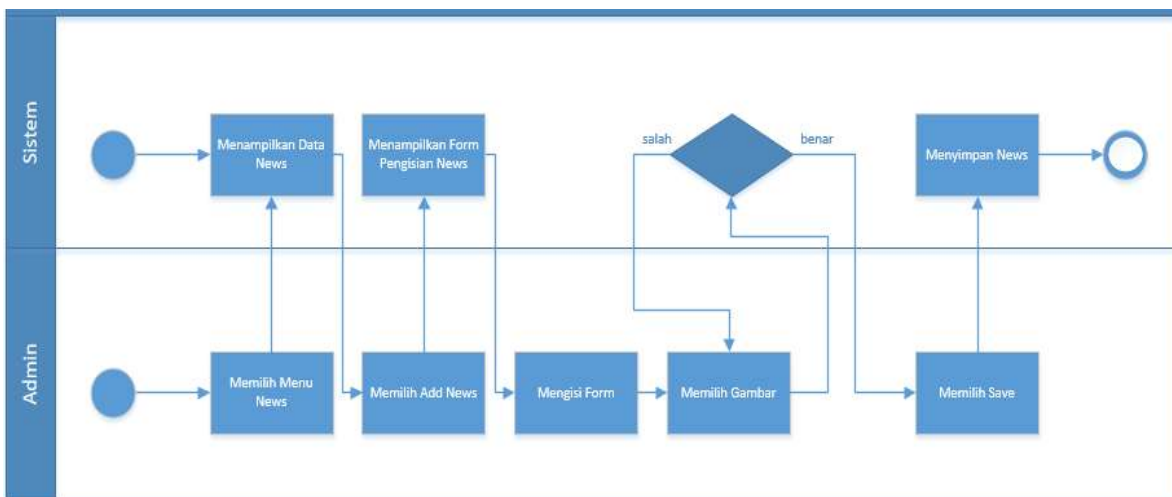 Sistem
Menampilkan Data
News
Menampilkan Form
Pengisian News
salah
benar
Menyimpan News
Admin
Memilih Menu
News
Memilih Add News
Mengisi Form
Memilih Gambar
Memilih Save